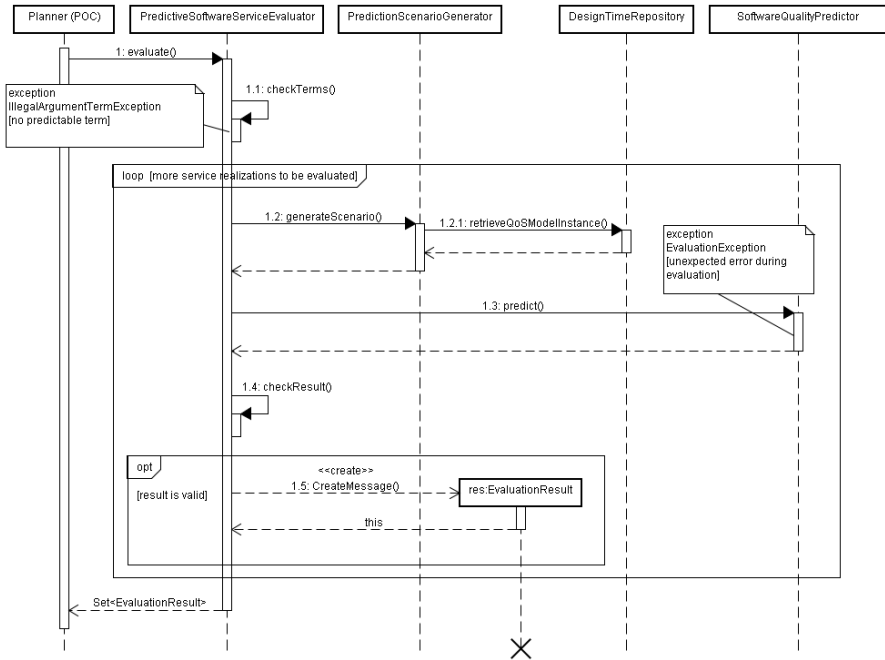 Planner (POC)
PredictiveSoftwareServiceEvaluator
PredictionScenarioGenerator
DesignTimeRepository
SoftwareQualityPredictor
1: evaluate()
1.1: checkTerms()
exception
IllegalArgumentTermException
[no predictable term]
loop [more service realizations to be evaluated]
1.2: generateScenario()
1.2.1: retrieveQoSModelInstance()
exception
EvaluationException
[unexpected error during
evaluation]
1.3: predict()
1.4: checkResult()
opt
<<create>>
1.5: CreateMessage()
res:EvaluationResult
[result is valid]
this
Set<EvaluationResult>